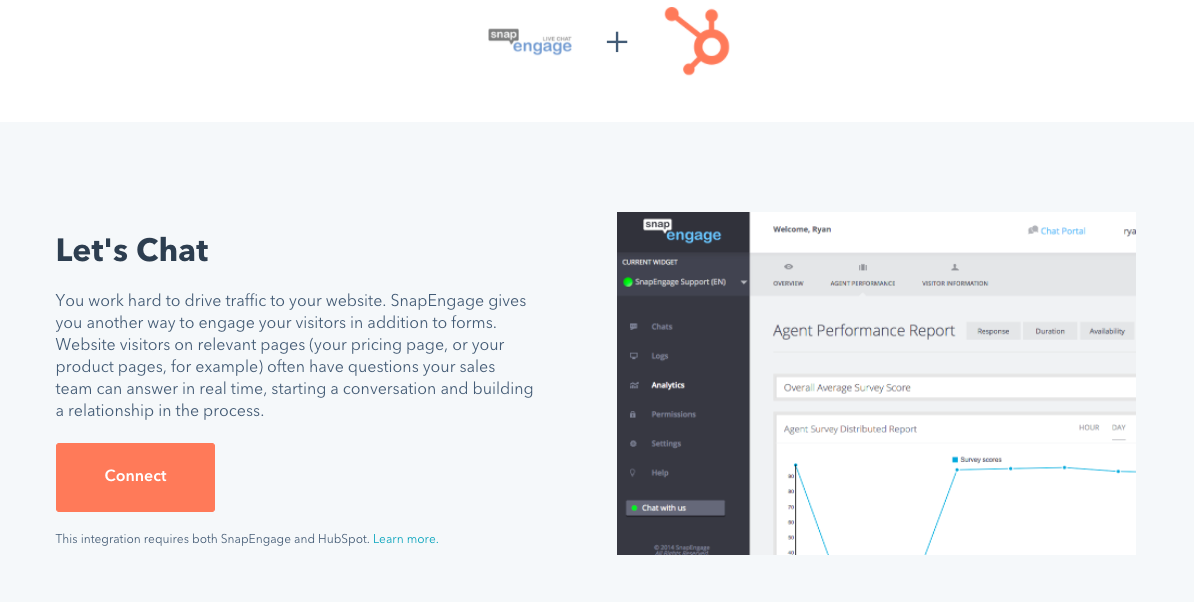 snap
LIVE CHAT
engage
+
Let's Chat
You work hard to drive traffic to your website. SnapEngage gives
you another way to engage your visitors in addition to forms.
Website visitors on relevant pages (your pricing page, or your
product pages, for example) often have questions your sales
team can answer in real time, starting a conversation and building
a relationship in the process.
Connect
This integration requires both SnapEngage and HubSpot. Learn more.
snap
engage
CURRENT WIDGET
SnapEngage Support (EN)
Chats
Logs
Analytics
Permissions
Settings
Help
Chat with us
© 2014 SnapEngage
All Rights Reserved.
Welcome, Ryan
Chat Portal
rya
OVERVIEW
AGENT PERFORMANCE
VISITOR INFORMATION
Agent Performance Report
Response
Duration
Availability
Overall Average Survey Score
Agent Survey Distributed Report
HOUR
DAY
Survey scores
90
80
70
60
50
40